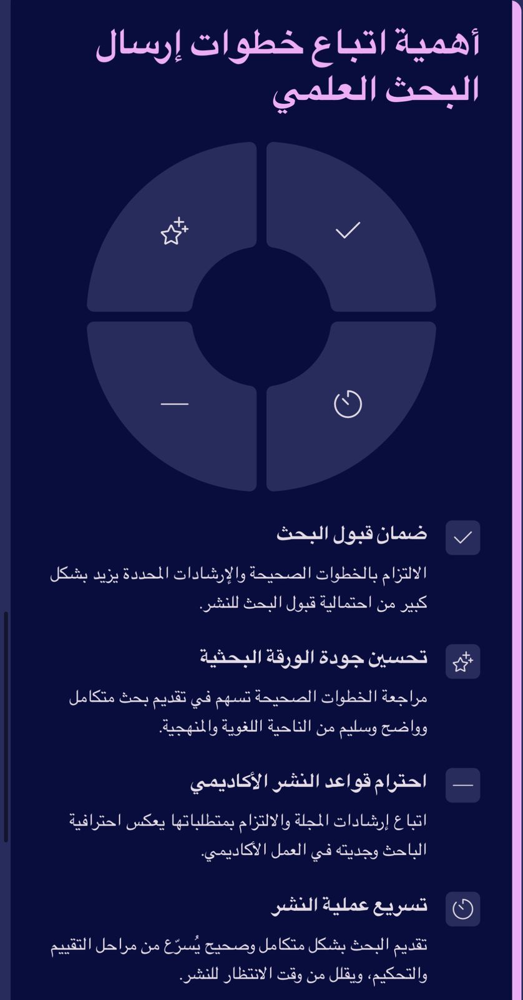 أهمية اتباع خطوات إرسال
البحث العلمي
ضمان قبول البحث
الالتزام بالخطوات الصحيحة والإرشادات المحددة يزيد بشكل
كبير من احتمالية قبول البحث للنشر.
تحسين جودة الورقة البحثية
مراجعة الخطوات الصحيحة تسهم في تقديم بحث متكامل
وواضح وسليم من الناحية اللغوية والمنهجية.
احترام قواعد النشر الأكاديمي
اتباع إرشادات المجلة والالتزام بمتطلباتها يعكس احترافية
الباحث وجديته في العمل الأكاديمي.
تسريع عملية النشر
تقديم البحث بشكل متكامل وصحيح يُسرّع من مراحل التقييم
والتحكيم، ويقلل من وقت الانتظار للنشر.